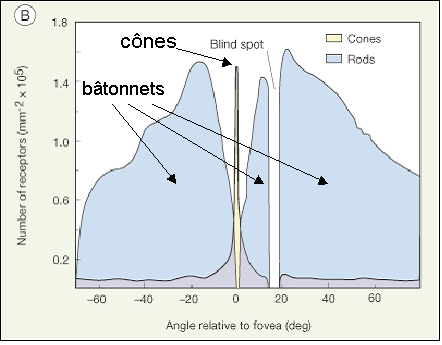 B
cônes
Blind spot
Cones
Rods
bâtonnets
Number of receptors (mm⁻² × 10⁵)
1.8
1.4
1.0
0.6
0.2
−60 −40 −20 0 20 40 60
Angle relative to fovea (deg)